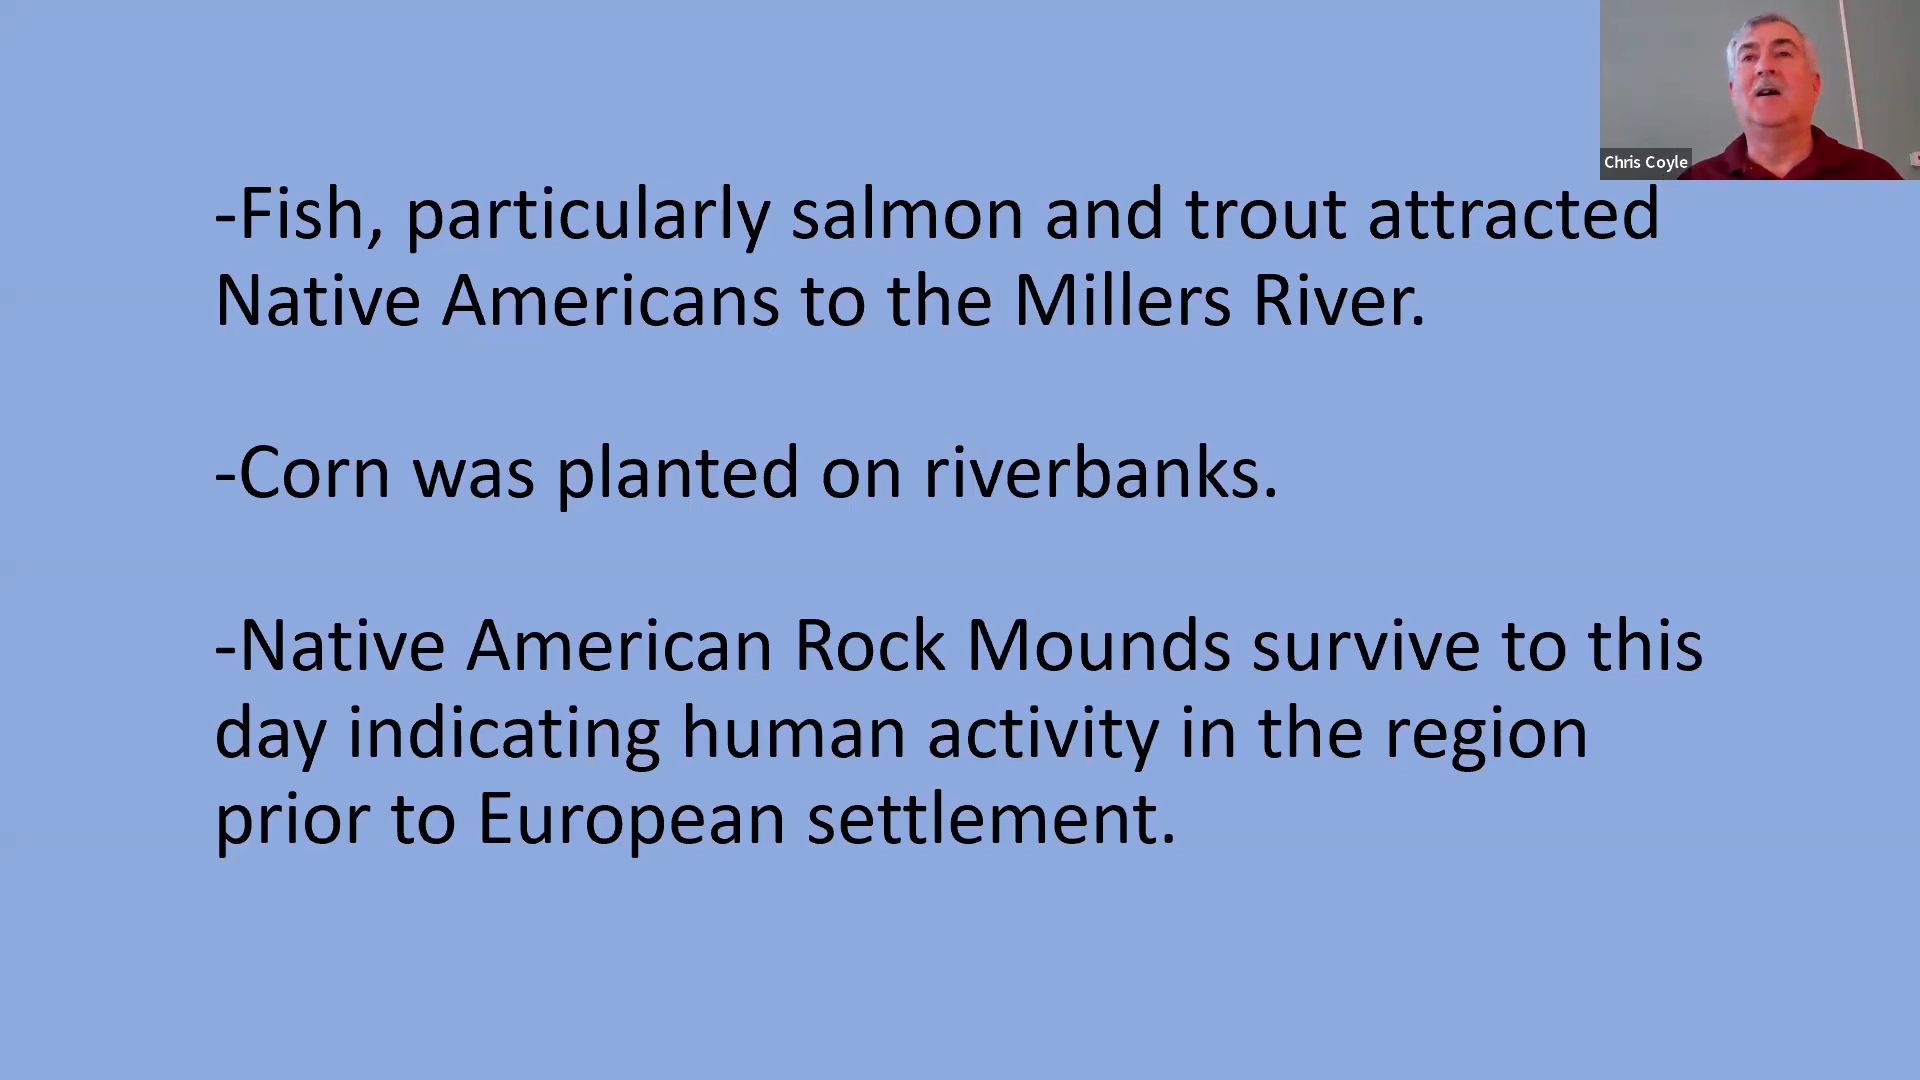 Chris Coyle
-Fish, particularly salmon and trout attracted
Native Americans to the Millers River.
-Corn was planted on riverbanks.
-Native American Rock Mounds survive to this
day indicating human activity in the region
prior to European settlement.